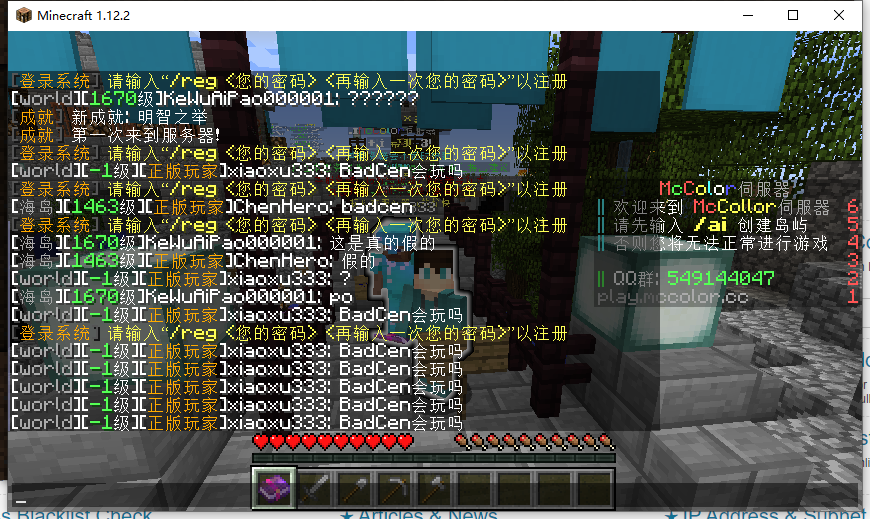 Minecraft 1.12.2
[登录系统] 请输入“/reg <您的密码> <再输入一次您的密码>”以注册
[world][1670级]KeWuAiPao000001: ??????
[成就] 新成就: 明智之举
[成就] 第一次来到服务器!
[登录系统] 请输入“/reg <您的密码> <再输入一次您的密码>”以注册
[world][-1级][正版玩家]xiaoxu333: BadCen会玩吗
[登录系统] 请输入“/reg <您的密码> <再输入一次您的密码>”以注册
[海岛][1463级][正版玩家]ChenHero: badcen
[登录系统] 请输入“/reg <您的密码> <再输入一次您的密码>”以注册
[海岛][1670级]KeWuAiPao000001: 这是真的假的
[海岛][1463级][正版玩家]ChenHero: 假的
[world][-1级][正版玩家]xiaoxu333: ?
[海岛][1670级]KeWuAiPao000001: po
[world][-1级][正版玩家]xiaoxu333: BadCen会玩吗
[登录系统] 请输入“/reg <您的密码> <再输入一次您的密码>”以注册
[world][-1级][正版玩家]xiaoxu333: BadCen会玩吗
[world][-1级][正版玩家]xiaoxu333: BadCen会玩吗
[world][-1级][正版玩家]xiaoxu333: BadCen会玩吗
[world][-1级][正版玩家]xiaoxu333: BadCen会玩吗
[world][-1级][正版玩家]xiaoxu333: BadCen会玩吗
McColor伺服器
‖ 欢迎来到 McCollor伺服器 6
‖ 请先输入 /ai 创建岛屿 5
‖ 否则您将无法正常进行游戏 4
3
‖ QQ群: 549144047 2
play.mccolor.cc 1
s Blacklist Check
★ Articles & News
★ IP Address & Subnet